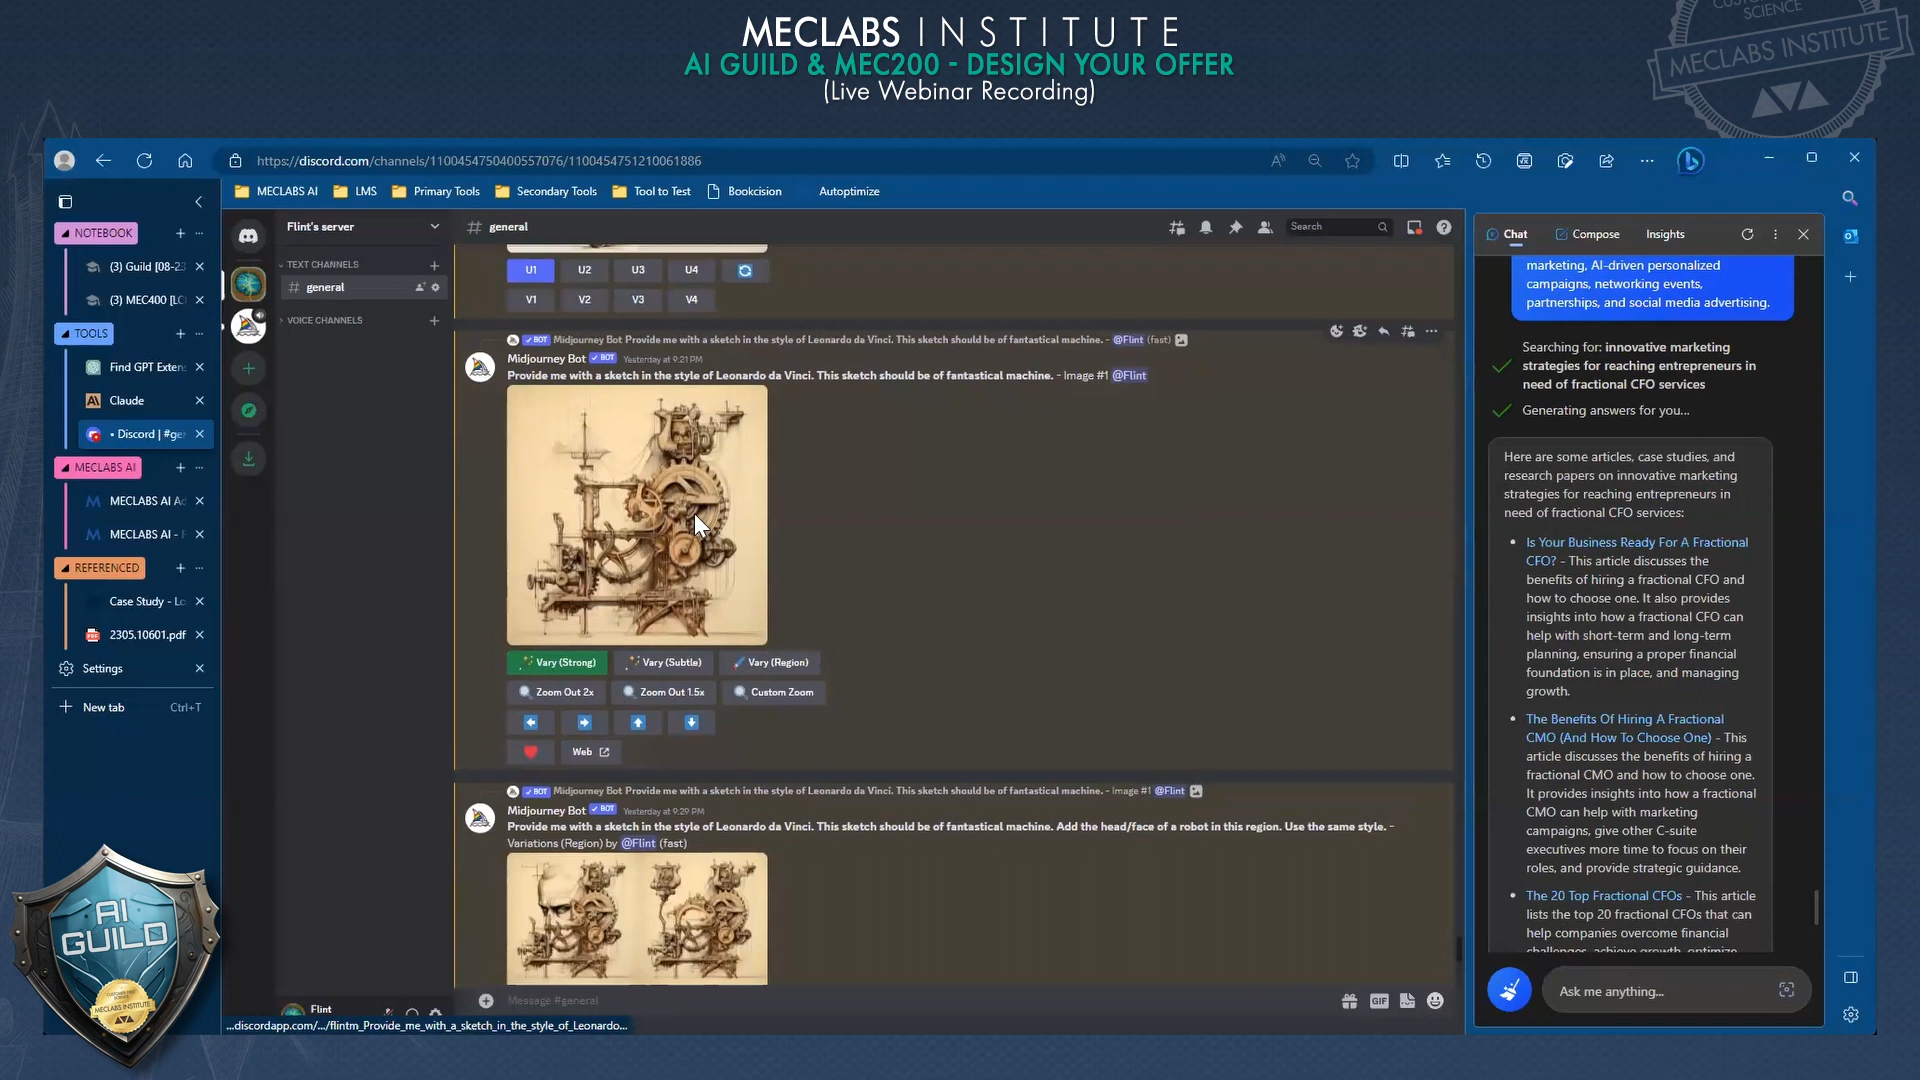 MECLABS INSTITUTE
AI GUILD & MEC200 - DESIGN YOUR OFFER
(Live Webinar Recording)
SCIENCE
MECLABS INSTITUTE
https://discord.com/channels/1100454750400557076/1100454751210061886
MECLABS AI
LMS
Primary Tools
Secondary Tools
Tool to Test
Bookcision
Autoptimize
NOTEBOOK
(3) Guild [08-23
(3) MEC400 [LO
TOOLS
Find GPT Exten
Claude
• Discord | #ge
MECLABS AI
MECLABS AI Ac
MECLABS AI - F
REFERENCED
Case Study - Lo
2305.10601.pdf
Settings
New tab Ctrl+T
Flint's server
TEXT CHANNELS
# general
VOICE CHANNELS
Flint
# general
Search
U1 U2 U3 U4
V1 V2 V3 V4
BOT Midjourney Bot Provide me with a sketch in the style of Leonardo da Vinci. This sketch should be of fantastical machine. - @Flint (fast)
Midjourney Bot BOT Yesterday at 9:21 PM
Provide me with a sketch in the style of Leonardo da Vinci. This sketch should be of fantastical machine. - Image #1 @Flint
Vary (Strong) Vary (Subtle) Vary (Region)
Zoom Out 2x Zoom Out 1.5x Custom Zoom
Web
BOT Midjourney Bot Provide me with a sketch in the style of Leonardo da Vinci. This sketch should be of fantastical machine. - Image #1 @Flint
Midjourney Bot BOT Yesterday at 9:29 PM
Provide me with a sketch in the style of Leonardo da Vinci. This sketch should be of fantastical machine. Add the head/face of a robot in this region. Use the same style. -
Variations (Region) by @Flint (fast)
Message #general
GIF
...discordapp.com/.../flintm_Provide_me_with_a_sketch_in_the_style_of_Leonardo...
Chat Compose Insights
marketing, AI-driven personalized
campaigns, networking events,
partnerships, and social media advertising.
Searching for: innovative marketing
strategies for reaching entrepreneurs in
need of fractional CFO services
Generating answers for you...
Here are some articles, case studies, and
research papers on innovative marketing
strategies for reaching entrepreneurs in
need of fractional CFO services:
• Is Your Business Ready For A Fractional
CFO? - This article discusses the
benefits of hiring a fractional CFO and
how to choose one. It also provides
insights into how a fractional CFO can
help with short-term and long-term
planning, ensuring a proper financial
foundation is in place, and managing
growth.
• The Benefits Of Hiring A Fractional
CMO (And How To Choose One) - This
article discusses the benefits of hiring a
fractional CMO and how to choose one.
It provides insights into how a fractional
CMO can help with marketing
campaigns, give other C-suite
executives more time to focus on their
roles, and provide strategic guidance.
• The 20 Top Fractional CFOs - This article
lists the top 20 fractional CFOs that can
help companies overcome financial
challenges, achieve growth, optimize
Ask me anything...
AI
GUILD
MECLABS INSTITUTE